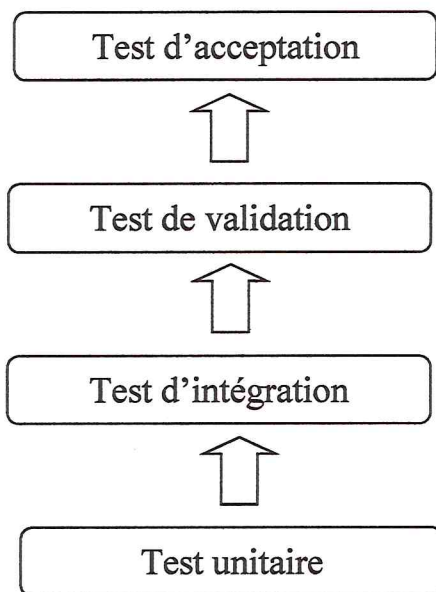 Test d'acceptation
Test de validation
Test d'intégration
Test unitaire